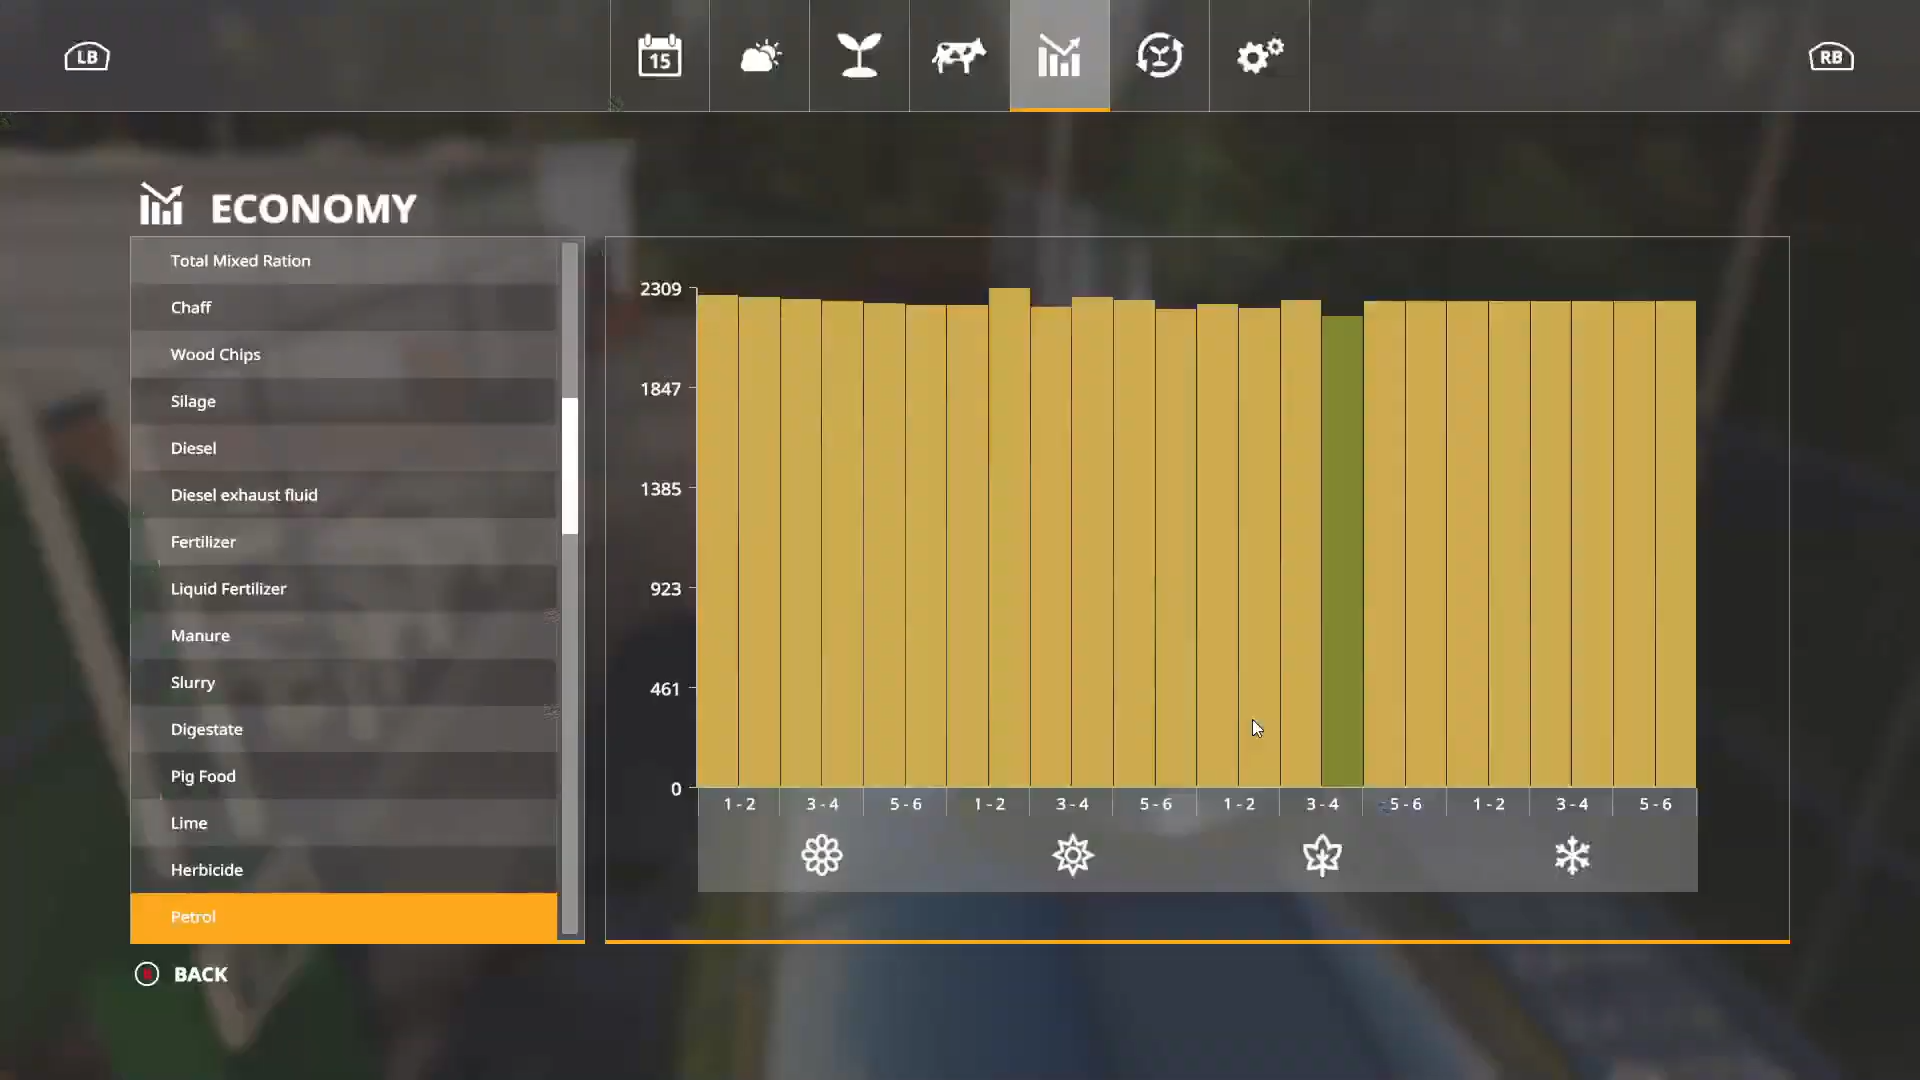 LB
15
RB
ECONOMY
Total Mixed Ration
Chaff
Wood Chips
Silage
Diesel
Diesel exhaust fluid
Fertilizer
Liquid Fertilizer
Manure
Slurry
Digestate
Pig Food
Lime
Herbicide
Petrol
2309
1847
1385
923
461
0
1 - 2 3 - 4 5 - 6 1 - 2 3 - 4 5 - 6 1 - 2 3 - 4 5 - 6 1 - 2 3 - 4 5 - 6
BACK